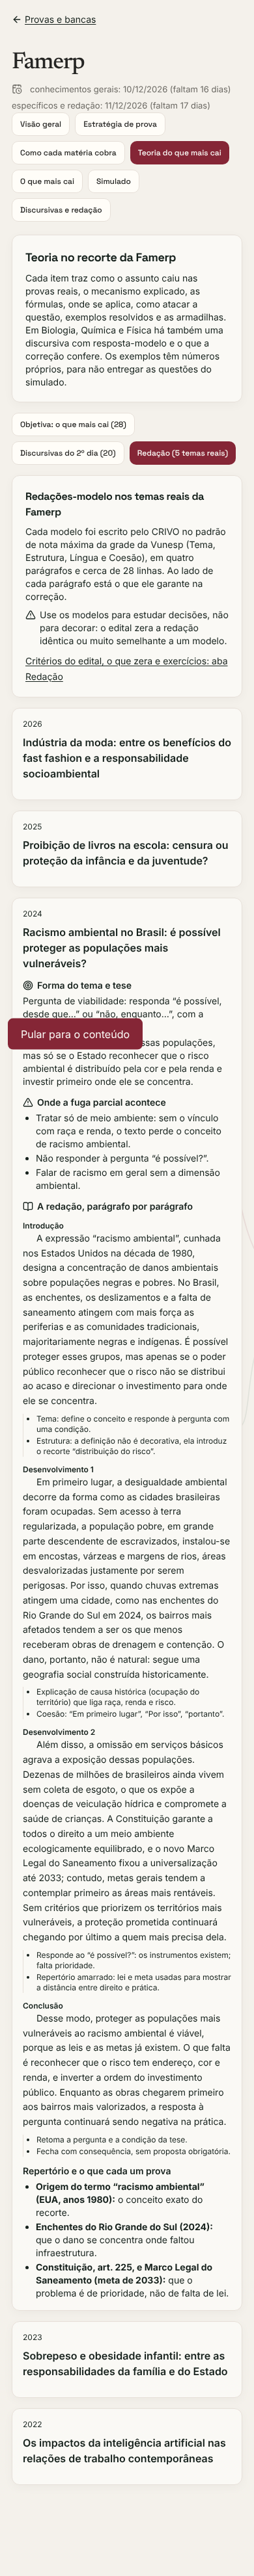 ← Provas e bancas
Famerp
conhecimentos gerais: 10/12/2026 (faltam 16 dias)
específicos e redação: 11/12/2026 (faltam 17 dias)
Visão geral
Estratégia de prova
Como cada matéria cobra
Teoria do que mais cai
O que mais cai
Simulado
Discursivas e redação
Teoria no recorte da Famerp
Cada item traz como o assunto caiu nas
provas reais, o mecanismo explicado, as
fórmulas, onde se aplica, como atacar a
questão, exemplos resolvidos e as armadilhas.
Em Biologia, Química e Física há também uma
discursiva com resposta-modelo e o que a
correção confere. Os exemplos têm números
próprios, para não entregar as questões do
simulado.
Objetiva: o que mais cai (28)
Discursivas do 2º dia (20)
Redação (5 temas reais)
Redações-modelo nos temas reais da
Famerp
Cada modelo foi escrito pelo CRIVO no padrão
de nota máxima da grade da Vunesp (Tema,
Estrutura, Língua e Coesão), em quatro
parágrafos e cerca de 28 linhas. Ao lado de
cada parágrafo está o que ele garante na
correção.
Use os modelos para estudar decisões, não
para decorar: o edital zera a redação
idêntica ou muito semelhante a um modelo.
Critérios do edital, o que zera e exercícios: aba
Redação
2026
Indústria da moda: entre os benefícios do
fast fashion e a responsabilidade
socioambiental
2025
Proibição de livros na escola: censura ou
proteção da infância e da juventude?
2024
Racismo ambiental no Brasil: é possível
proteger as populações mais
vulneráveis?
Forma do tema e tese
Pergunta de viabilidade: responda “é possível,
desde que…” ou “não, enquanto…”, com a
Pular para o conteúdo
essas populações,
mas só se o Estado reconhecer que o risco
ambiental é distribuído pela cor e pela renda e
investir primeiro onde ele se concentra.
Onde a fuga parcial acontece
• Tratar só de meio ambiente: sem o vínculo
com raça e renda, o texto perde o conceito
de racismo ambiental.
• Não responder à pergunta “é possível?”.
• Falar de racismo em geral sem a dimensão
ambiental.
A redação, parágrafo por parágrafo
Introdução
A expressão “racismo ambiental”, cunhada
nos Estados Unidos na década de 1980,
designa a concentração de danos ambientais
sobre populações negras e pobres. No Brasil,
as enchentes, os deslizamentos e a falta de
saneamento atingem com mais força as
periferias e as comunidades tradicionais,
majoritariamente negras e indígenas. É possível
proteger esses grupos, mas apenas se o poder
público reconhecer que o risco não se distribui
ao acaso e direcionar o investimento para onde
ele se concentra.
• Tema: define o conceito e responde à pergunta com
uma condição.
• Estrutura: a definição não é decorativa, ela introduz
o recorte “distribuição do risco”.
Desenvolvimento 1
Em primeiro lugar, a desigualdade ambiental
decorre da forma como as cidades brasileiras
foram ocupadas. Sem acesso à terra
regularizada, a população pobre, em grande
parte descendente de escravizados, instalou-se
em encostas, várzeas e margens de rios, áreas
desvalorizadas justamente por serem
perigosas. Por isso, quando chuvas extremas
atingem uma cidade, como nas enchentes do
Rio Grande do Sul em 2024, os bairros mais
afetados tendem a ser os que menos
receberam obras de drenagem e contenção. O
dano, portanto, não é natural: segue uma
geografia social construída historicamente.
• Explicação de causa histórica (ocupação do
território) que liga raça, renda e risco.
• Coesão: “Em primeiro lugar”, “Por isso”, “portanto”.
Desenvolvimento 2
Além disso, a omissão em serviços básicos
agrava a exposição dessas populações.
Dezenas de milhões de brasileiros ainda vivem
sem coleta de esgoto, o que os expõe a
doenças de veiculação hídrica e compromete a
saúde de crianças. A Constituição garante a
todos o direito a um meio ambiente
ecologicamente equilibrado, e o novo Marco
Legal do Saneamento fixou a universalização
até 2033; contudo, metas gerais tendem a
contemplar primeiro as áreas mais rentáveis.
Sem critérios que priorizem os territórios mais
vulneráveis, a proteção prometida continuará
chegando por último a quem mais precisa dela.
• Responde ao “é possível?”: os instrumentos existem;
falta prioridade.
• Repertório amarrado: lei e meta usadas para mostrar
a distância entre direito e prática.
Conclusão
Desse modo, proteger as populações mais
vulneráveis ao racismo ambiental é viável,
porque as leis e as metas já existem. O que falta
é reconhecer que o risco tem endereço, cor e
renda, e inverter a ordem do investimento
público. Enquanto as obras chegarem primeiro
aos bairros mais valorizados, a resposta à
pergunta continuará sendo negativa na prática.
• Retoma a pergunta e a condição da tese.
• Fecha com consequência, sem proposta obrigatória.
Repertório e o que cada um prova
• Origem do termo “racismo ambiental”
(EUA, anos 1980): o conceito exato do
recorte.
• Enchentes do Rio Grande do Sul (2024):
que o dano se concentra onde faltou
infraestrutura.
• Constituição, art. 225, e Marco Legal do
Saneamento (meta de 2033): que o
problema é de prioridade, não de falta de lei.
2023
Sobrepeso e obesidade infantil: entre as
responsabilidades da família e do Estado
2022
Os impactos da inteligência artificial nas
relações de trabalho contemporâneas